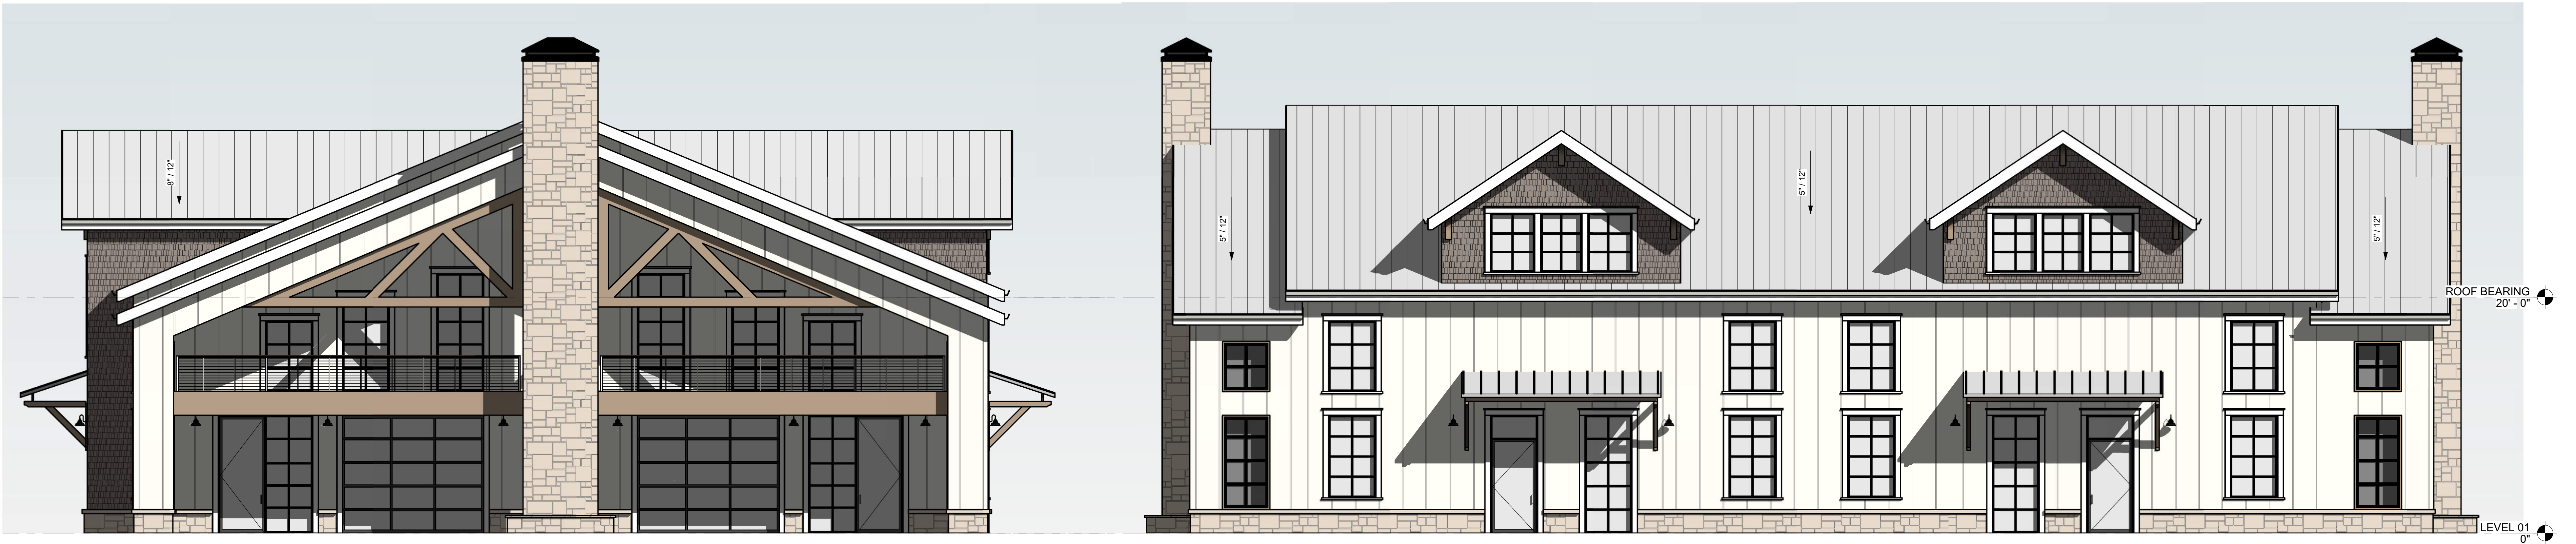 8" / 12"
5" / 12"
5" / 12"
5" / 12"
ROOF BEARING
20' - 0"
LEVEL 01
0"